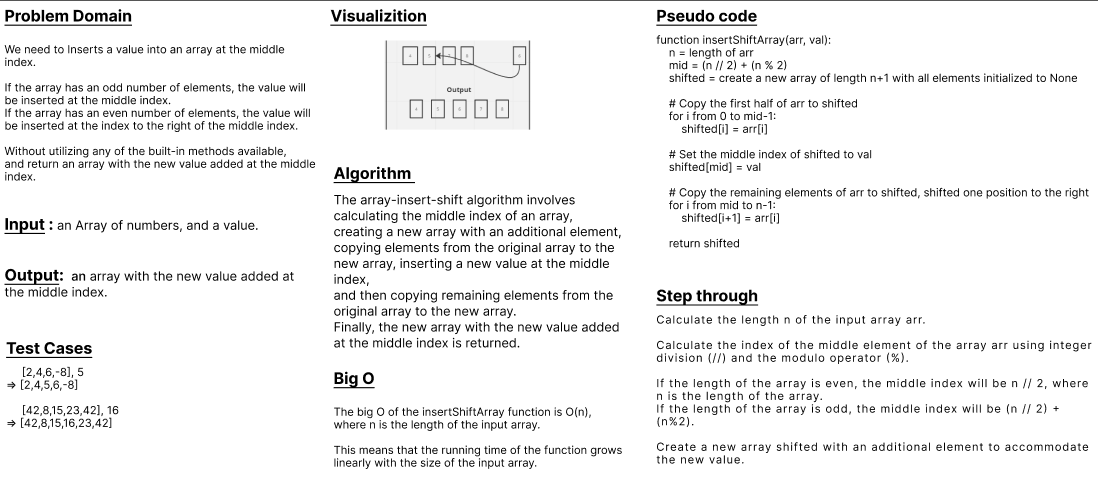 Problem Domain
We need to Inserts a value into an array at the middle
index.
If the array has an odd number of elements, the value will
be inserted at the middle index.
If the array has an even number of elements, the value will
be inserted at the index to the right of the middle index.
Without utilizing any of the built-in methods available,
and return an array with the new value added at the middle
index.
Input : an Array of numbers, and a value.
Output: an array with the new value added at
the middle index.
Test Cases
[2,4,6,-8], 5
⇒ [2,4,5,6,-8]
[42,8,15,23,42], 16
⇒ [42,8,15,16,23,42]
Visualizition
Output
Algorithm
The array-insert-shift algorithm involves
calculating the middle index of an array,
creating a new array with an additional element,
copying elements from the original array to the
new array, inserting a new value at the middle
index,
and then copying remaining elements from the
original array to the new array.
Finally, the new array with the new value added
at the middle index is returned.
Big O
The big O of the insertShiftArray function is O(n),
where n is the length of the input array.
This means that the running time of the function grows
linearly with the size of the input array.
Pseudo code
function insertShiftArray(arr, val):
n = length of arr
mid = (n // 2) + (n % 2)
shifted = create a new array of length n+1 with all elements initialized to None
# Copy the first half of arr to shifted
for i from 0 to mid-1:
shifted[i] = arr[i]
# Set the middle index of shifted to val
shifted[mid] = val
# Copy the remaining elements of arr to shifted, shifted one position to the right
for i from mid to n-1:
shifted[i+1] = arr[i]
return shifted
Step through
Calculate the length n of the input array arr.
Calculate the index of the middle element of the array arr using integer
division (//) and the modulo operator (%).
If the length of the array is even, the middle index will be n // 2, where
n is the length of the array.
If the length of the array is odd, the middle index will be (n // 2) +
(n%2).
Create a new array shifted with an additional element to accommodate
the new value.